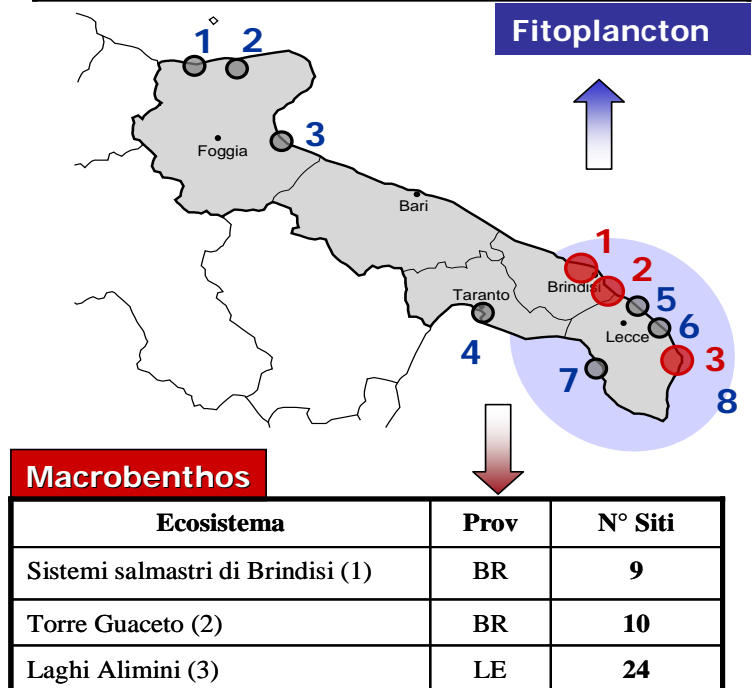 Fitoplancton
1 2
3
Foggia
Bari
1
2
Brindisi
5
Taranto
6
Lecce
4
3
7
8
Macrobenthos
Ecosistema Prov N° Siti
Sistemi salmastri di Brindisi (1) BR 9
Torre Guaceto (2) BR 10
Laghi Alimini (3) LE 24